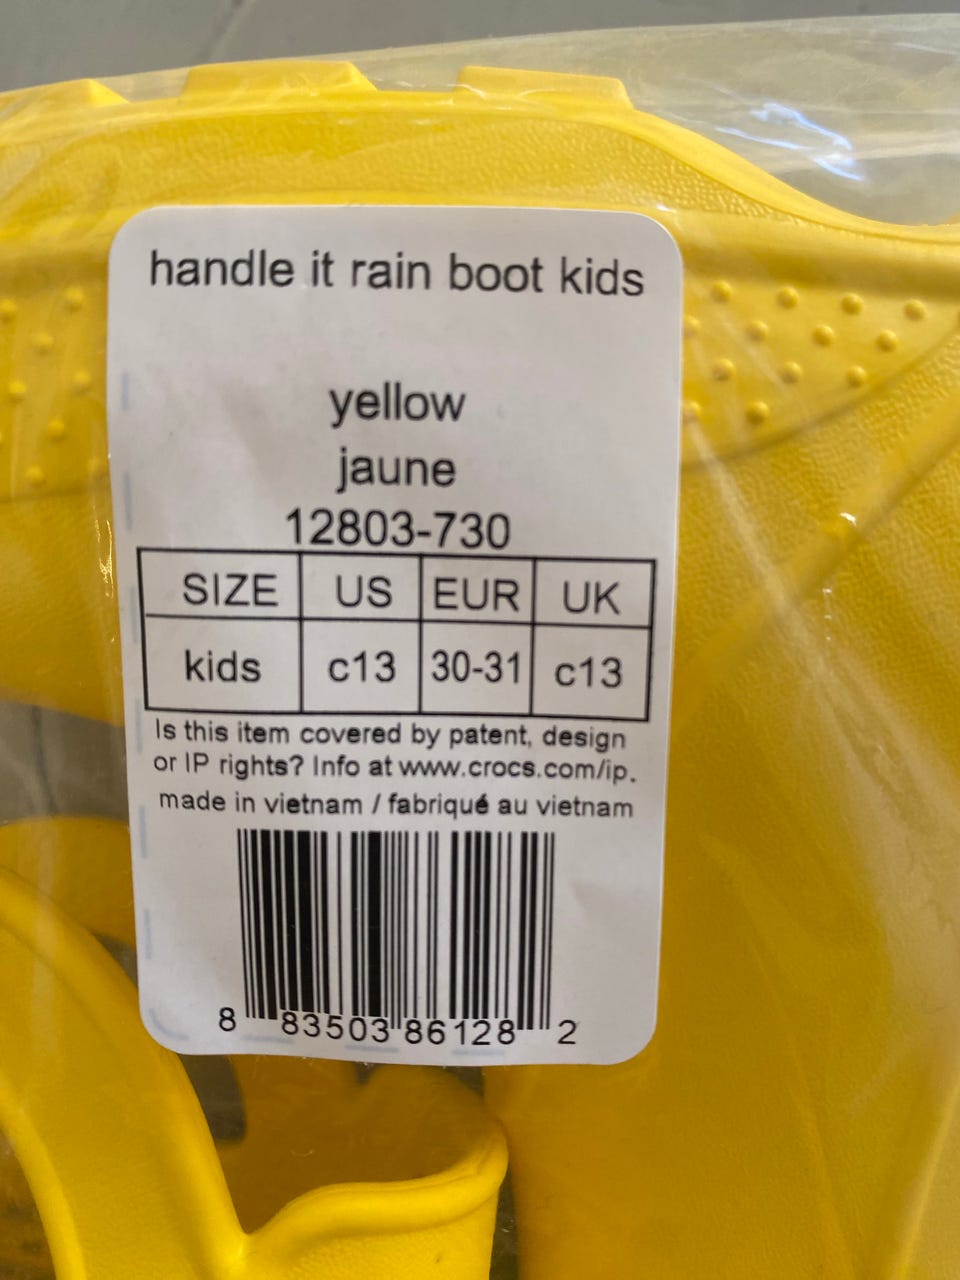 handle it rain boot kids
yellow
jaune
12803-730
SIZE US EUR UK
kids c13 30-31 c13
Is this item covered by patent, design
or IP rights? Info at www.crocs.com/ip.
made in vietnam / fabriqué au vietnam
8 83503 86128 2